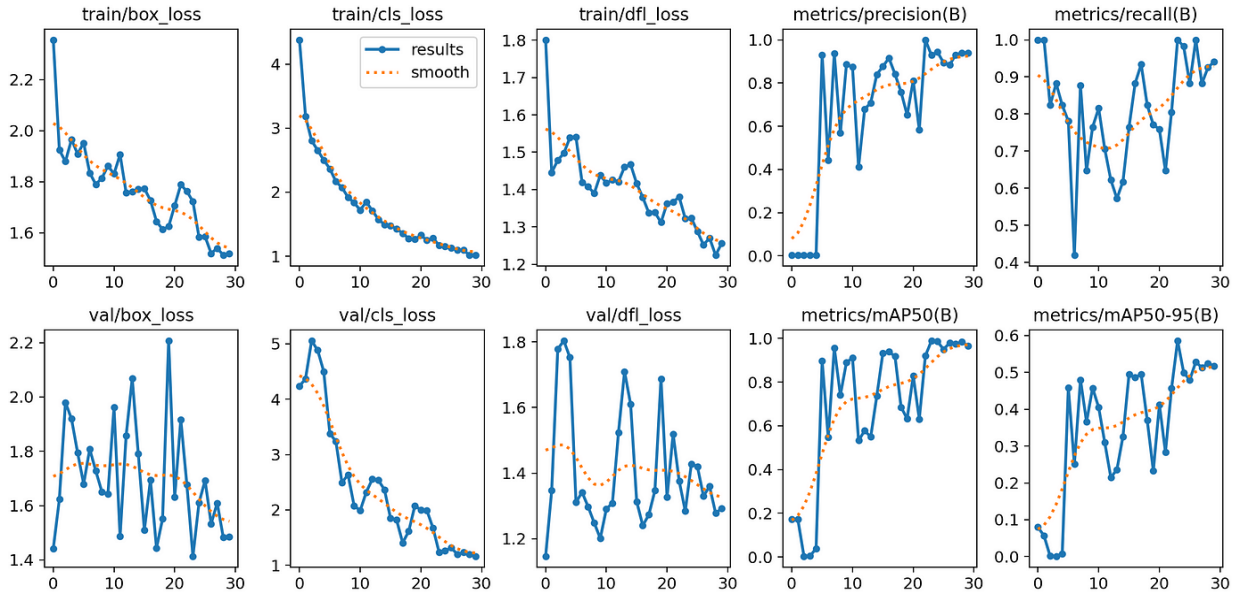 train/box_loss
train/cls_loss
train/dfl_loss
metrics/precision(B)
metrics/recall(B)
2.2
2.0
1.8
1.6
0 10 20 30
4
3
2
1
0 10 20 30
results
smooth
1.8
1.7
1.6
1.5
1.4
1.3
1.2
0 10 20 30
1.0
0.8
0.6
0.4
0.2
0.0
0 10 20 30
1.0
0.9
0.8
0.7
0.6
0.5
0.4
0 10 20 30
val/box_loss
val/cls_loss
val/dfl_loss
metrics/mAP50(B)
metrics/mAP50-95(B)
2.2
2.0
1.8
1.6
1.4
0 10 20 30
5
4
3
2
1
0 10 20 30
1.8
1.6
1.4
1.2
0 10 20 30
1.0
0.8
0.6
0.4
0.2
0.0
0 10 20 30
0.6
0.5
0.4
0.3
0.2
0.1
0.0
0 10 20 30